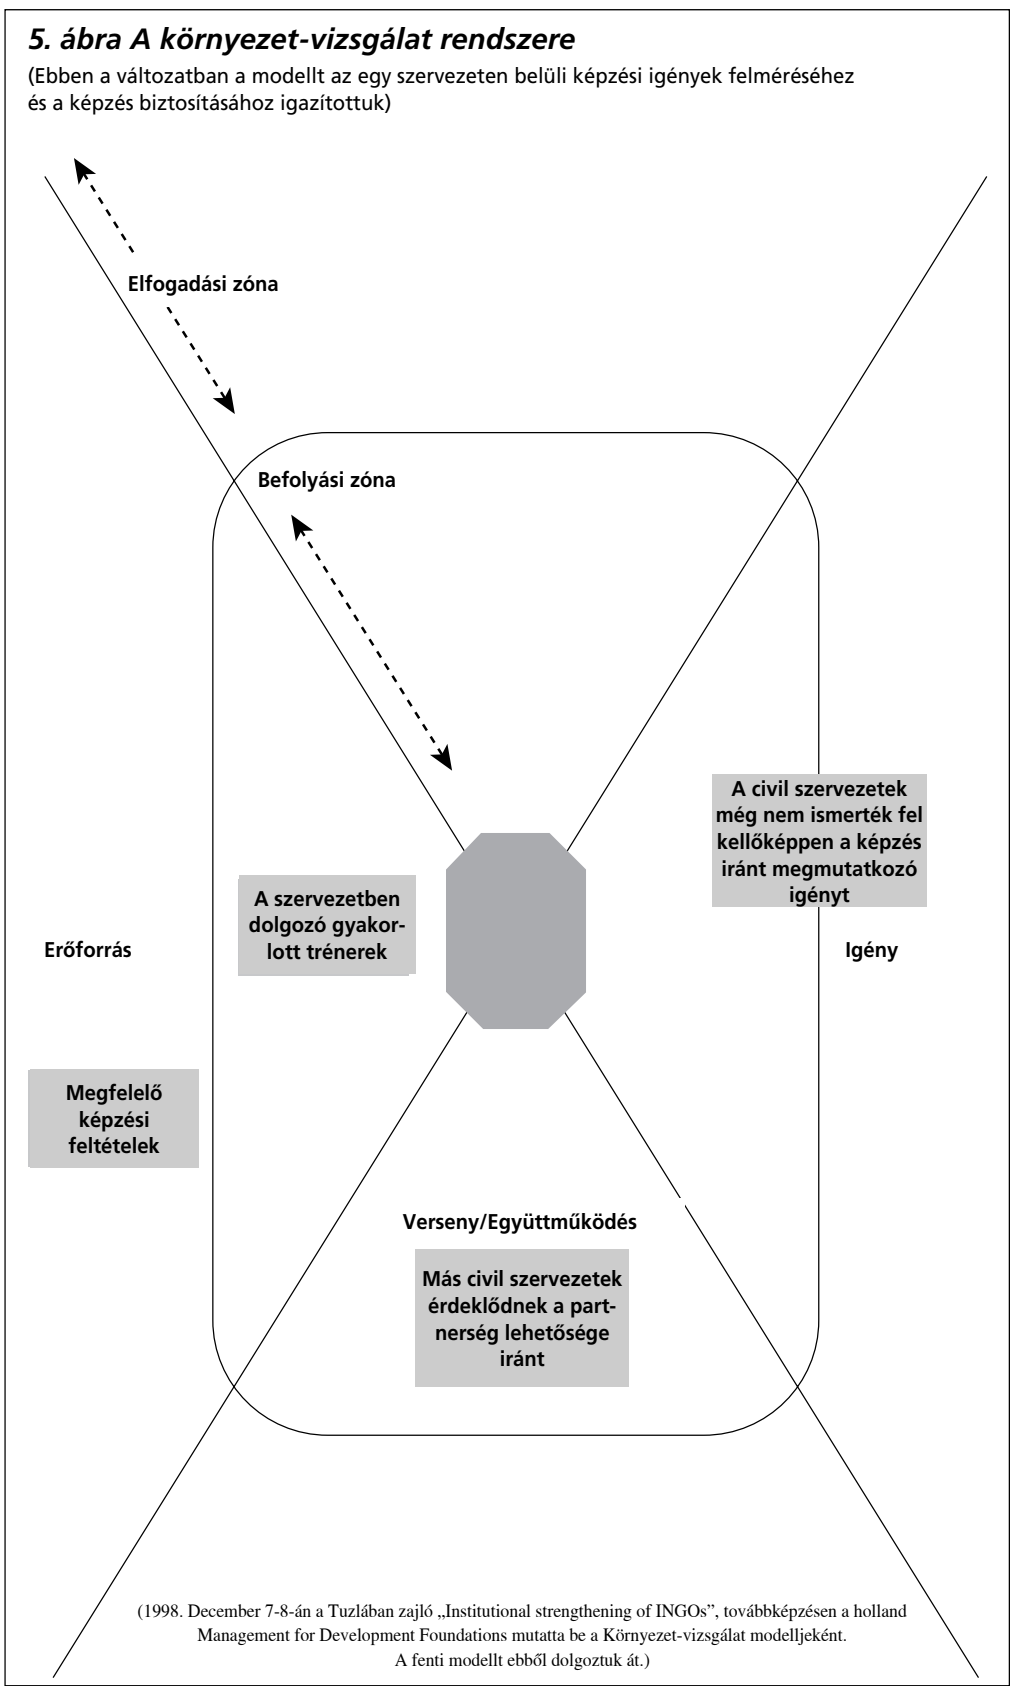 5. ábra A környezet-vizsgálat rendszere
(Ebben a változatban a modellt az egy szervezeten belüli képzési igények felméréséhez
és a képzés biztosításához igazítottuk)
Elfogadási zóna
Befolyási zóna
A civil szervezetek
még nem ismerték fel
kellőképpen a képzés
iránt megmutatkozó
igényt
A szervezetben
dolgozó gyakor-
lott trénerek
Erőforrás
Igény
Megfelelő
képzési
feltételek
Verseny/Együttműködés
Más civil szervezetek
érdeklődnek a part-
nerség lehetősége
iránt
(1998. December 7-8-án a Tuzlában zajló „Institutional strengthening of INGOs”, továbbképzésen a holland
Management for Development Foundations mutatta be a Környezet-vizsgálat modelljeként.
A fenti modellt ebből dolgoztuk át.)